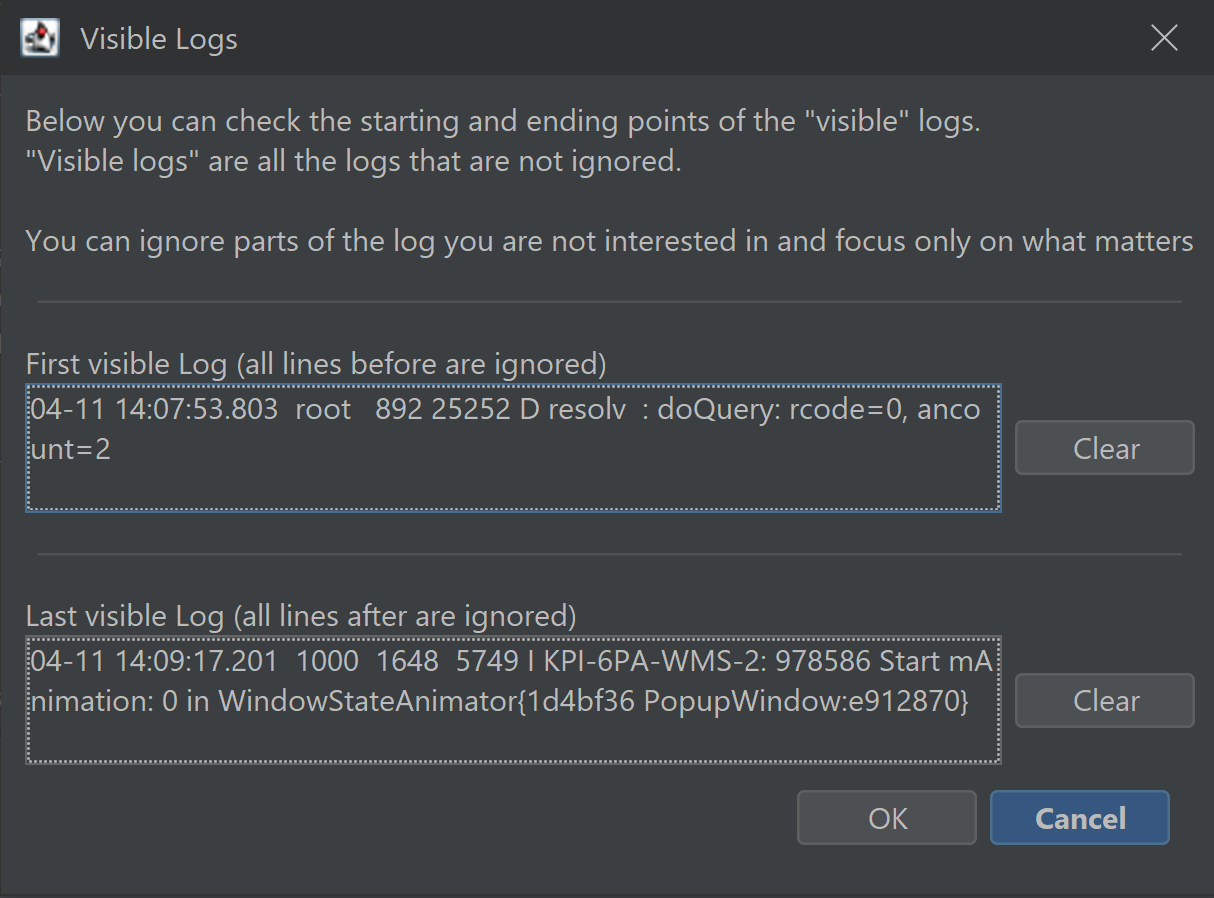 Visible Logs
Below you can check the starting and ending points of the "visible" logs.
"Visible logs" are all the logs that are not ignored.
You can ignore parts of the log you are not interested in and focus only on what matters
First visible Log (all lines before are ignored)
04-11 14:07:53.803  root   892 25252 D resolv  : doQuery: rcode=0, anco
unt=2
Clear
Last visible Log (all lines after are ignored)
04-11 14:09:17.201  1000  1648  5749 I KPI-6PA-WMS-2: 978586 Start mA
nimation: 0 in WindowStateAnimator{1d4bf36 PopupWindow:e912870}
Clear
OK
Cancel